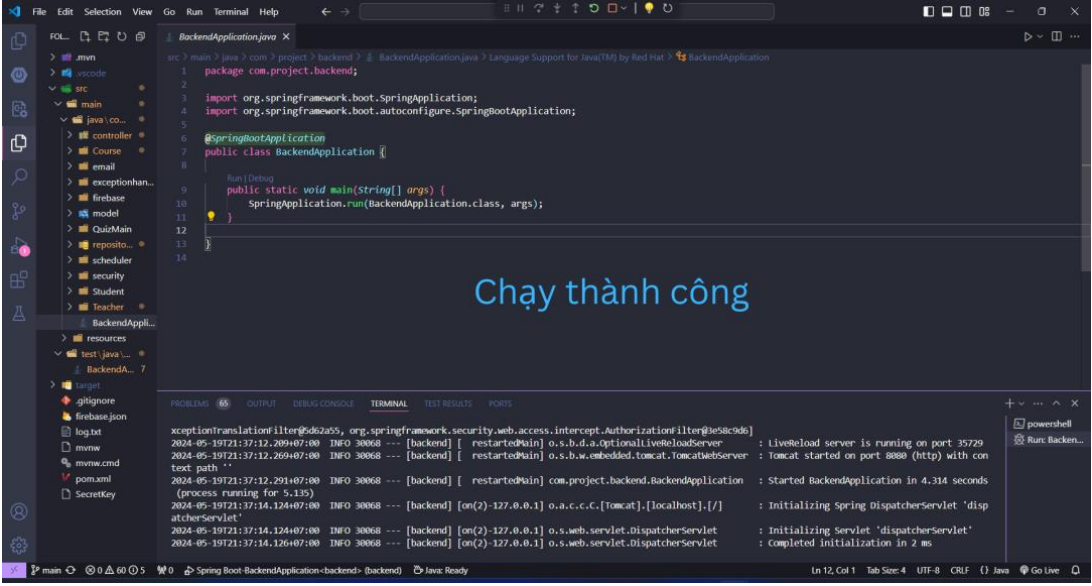 File Edit Selection View Go Run Terminal Help
FOL...
BackendApplication.java
src > main > java > com > project > backend > BackendApplication.java > Language Support for Java(TM) by Red Hat > BackendApplication
.mvn
.vscode
src
main
java\co...
controller
Course
email
exceptionhan...
firebase
model
QuizMain
reposito...
scheduler
security
Student
Teacher
BackendAppli...
resources
test\java\...
BackendA... 7
target
.gitignore
firebase.json
log.txt
mvnw
mvnw.cmd
pom.xml
SecretKey
1 package com.project.backend;
2
3 import org.springframework.boot.SpringApplication;
4 import org.springframework.boot.autoconfigure.SpringBootApplication;
5
6 @SpringBootApplication
7 public class BackendApplication {
8
Run | Debug
9 public static void main(String[] args) {
10 SpringApplication.run(BackendApplication.class, args);
11 }
12
13 }
14
Chạy thành công
PROBLEMS 65 OUTPUT DEBUG CONSOLE TERMINAL TEST RESULTS PORTS
xceptionTranslationFilter@5d62a55, org.springframework.security.web.access.intercept.AuthorizationFilter@3e58c9d6]
2024-05-19T21:37:12.209+07:00 INFO 30068 --- [backend] [ restartedMain] o.s.b.d.a.OptionalLiveReloadServer : LiveReload server is running on port 35729
2024-05-19T21:37:12.269+07:00 INFO 30068 --- [backend] [ restartedMain] o.s.b.w.embedded.tomcat.TomcatWebServer : Tomcat started on port 8080 (http) with con
text path ''
2024-05-19T21:37:12.291+07:00 INFO 30068 --- [backend] [ restartedMain] com.project.backend.BackendApplication : Started BackendApplication in 4.314 seconds
(process running for 5.135)
2024-05-19T21:37:14.124+07:00 INFO 30068 --- [backend] [on(2)-127.0.0.1] o.a.c.c.C.[Tomcat].[localhost].[/] : Initializing Spring DispatcherServlet 'disp
atcherServlet'
2024-05-19T21:37:14.124+07:00 INFO 30068 --- [backend] [on(2)-127.0.0.1] o.s.web.servlet.DispatcherServlet : Initializing Servlet 'dispatcherServlet'
2024-05-19T21:37:14.126+07:00 INFO 30068 --- [backend] [on(2)-127.0.0.1] o.s.web.servlet.DispatcherServlet : Completed initialization in 2 ms
powershell
Run: Backen...
main 0 60 5 0 Spring Boot-BackendApplication<backend> (backend) Java: Ready Ln 12, Col 1 Tab Size: 4 UTF-8 CRLF {} Java Go Live